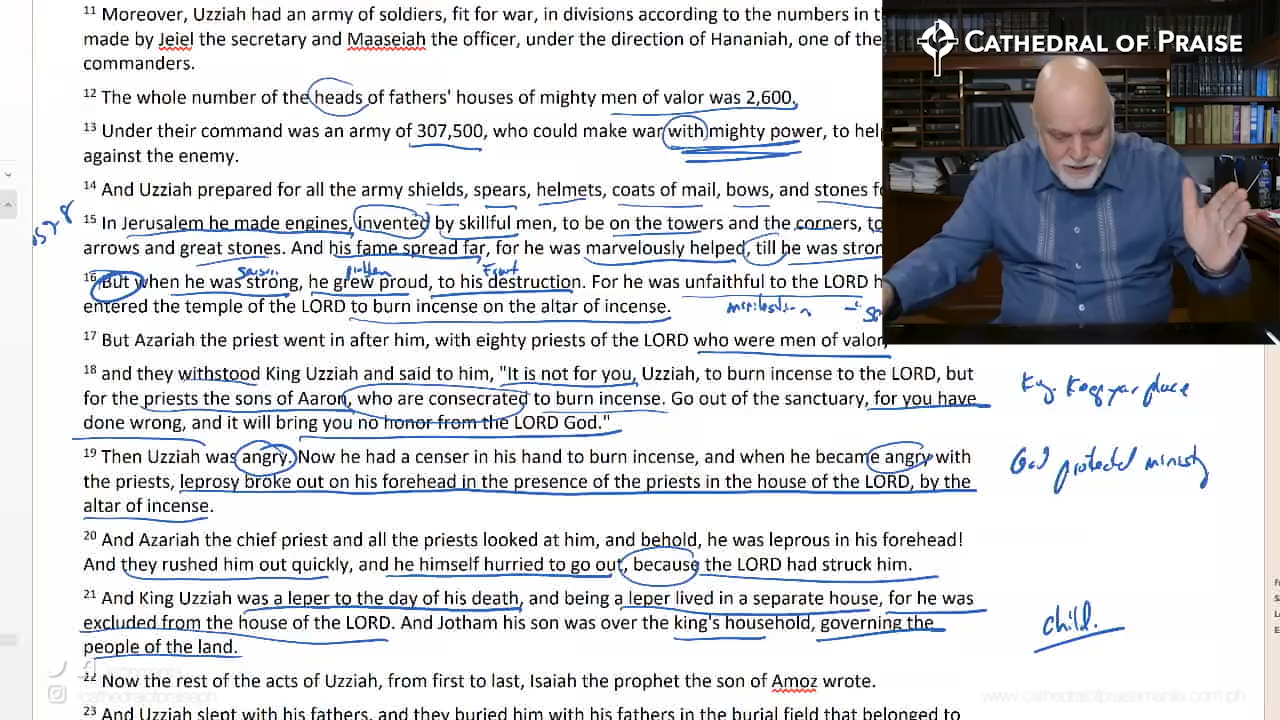 11 Moreover, Uzziah had an army of soldiers, fit for war, in divisions according to the numbers in t
made by Jeiel the secretary and Maaseiah the officer, under the direction of Hananiah, one of the
commanders.
CATHEDRAL OF PRAISE
12 The whole number of the heads of fathers' houses of mighty men of valor was 2,600.
13 Under their command was an army of 307,500, who could make war with mighty power, to hel
against the enemy.
14 And Uzziah prepared for all the army shields, spears, helmets, coats of mail, bows, and stones f
15 In Jerusalem he made engines, invented by skillful men, to be on the towers and the corners, to
arrows and great stones. And his fame spread far, for he was marvelously helped, till he was stron
season problem
16 But when he was strong, he grew proud, to his destruction. For he was unfaithful to the LORD h
entered the temple of the LORD to burn incense on the altar of incense.
17 But Azariah the priest went in after him, with eighty priests of the LORD who were men of valor,
18 and they withstood King Uzziah and said to him, "It is not for you, Uzziah, to burn incense to the LORD, but
for the priests the sons of Aaron, who are consecrated to burn incense. Go out of the sanctuary, for you have
done wrong, and it will bring you no honor from the LORD God."
place
19 Then Uzziah was angry. Now he had a censer in his hand to burn incense, and when he became angry with
the priests, leprosy broke out on his forehead in the presence of the priests in the house of the LORD, by the
altar of incense.
God protected ministry
20 And Azariah the chief priest and all the priests looked at him, and behold, he was leprous in his forehead!
And they rushed him out quickly, and he himself hurried to go out, because the LORD had struck him.
21 And King Uzziah was a leper to the day of his death, and being a leper lived in a separate house, for he was
excluded from the house of the LORD. And Jotham his son was over the king's household, governing the
people of the land.
child.
22 Now the rest of the acts of Uzziah, from first to last, Isaiah the prophet the son of Amoz wrote.
/cathedralofpraiseph
www.cathedralofpraisemanila.com.ph
23 And Uzziah slept with his fathers, and they buried him with his fathers in the burial field that belonged to